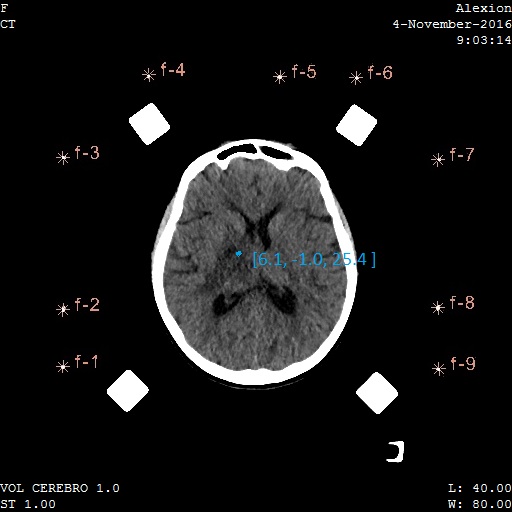 F
CT
Alexion
4-November-2016
9:03:14
f-4
f-5
f-6
f-3
f-7
[6.1, -1.0, 25.4 ]
f-2
f-8
f-1
f-9
VOL CEREBRO 1.0
ST 1.00
L: 40.00
W: 80.00